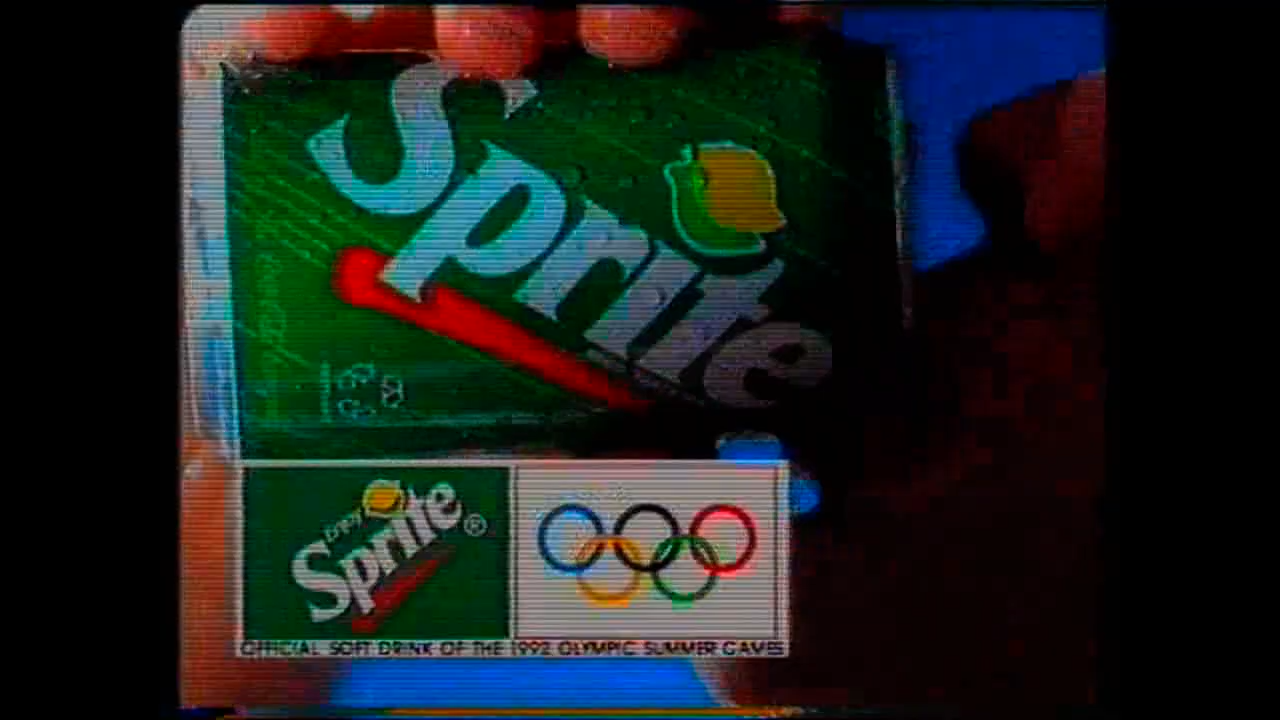 Sprite
Enjoy
Sprite®
OFFICIAL SOFT DRINK OF THE 1992 OLYMPIC SUMMER GAMES